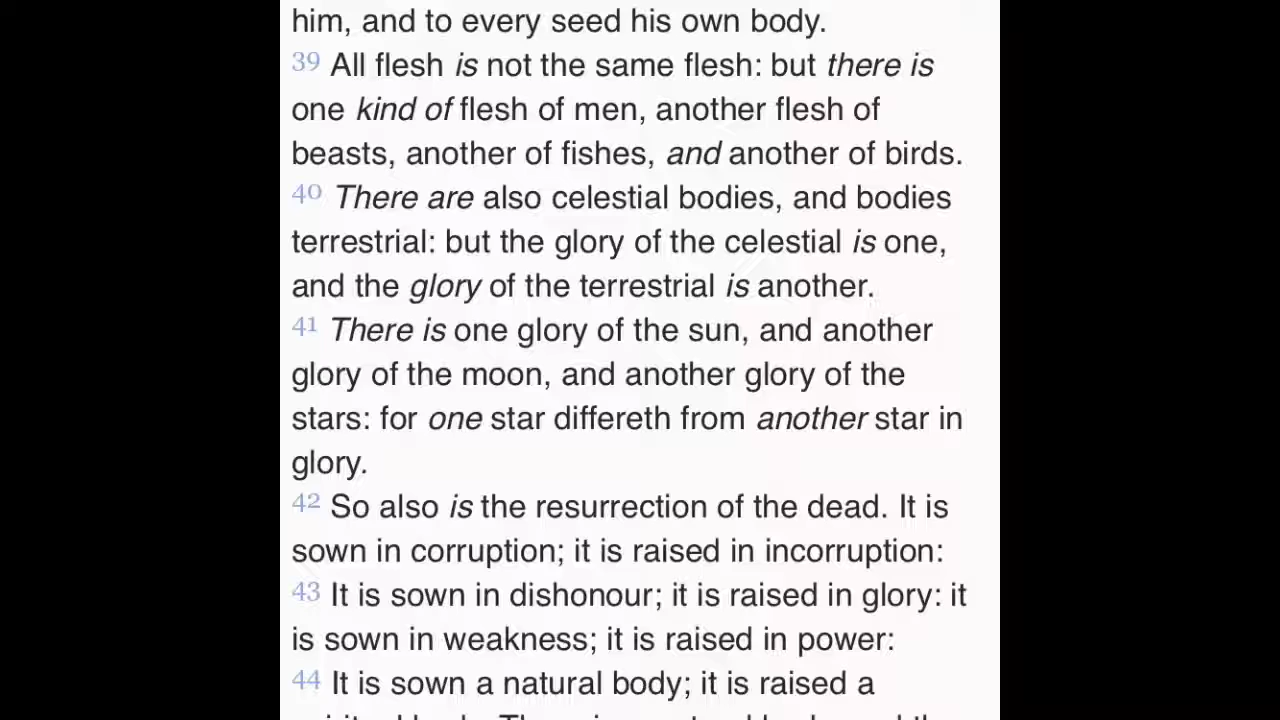 him, and to every seed his own body.
39 All flesh is not the same flesh: but there is
one kind of flesh of men, another flesh of
beasts, another of fishes, and another of birds.
40 There are also celestial bodies, and bodies
terrestrial: but the glory of the celestial is one,
and the glory of the terrestrial is another.
41 There is one glory of the sun, and another
glory of the moon, and another glory of the
stars: for one star differeth from another star in
glory.
42 So also is the resurrection of the dead. It is
sown in corruption; it is raised in incorruption:
43 It is sown in dishonour; it is raised in glory: it
is sown in weakness; it is raised in power:
44 It is sown a natural body; it is raised a